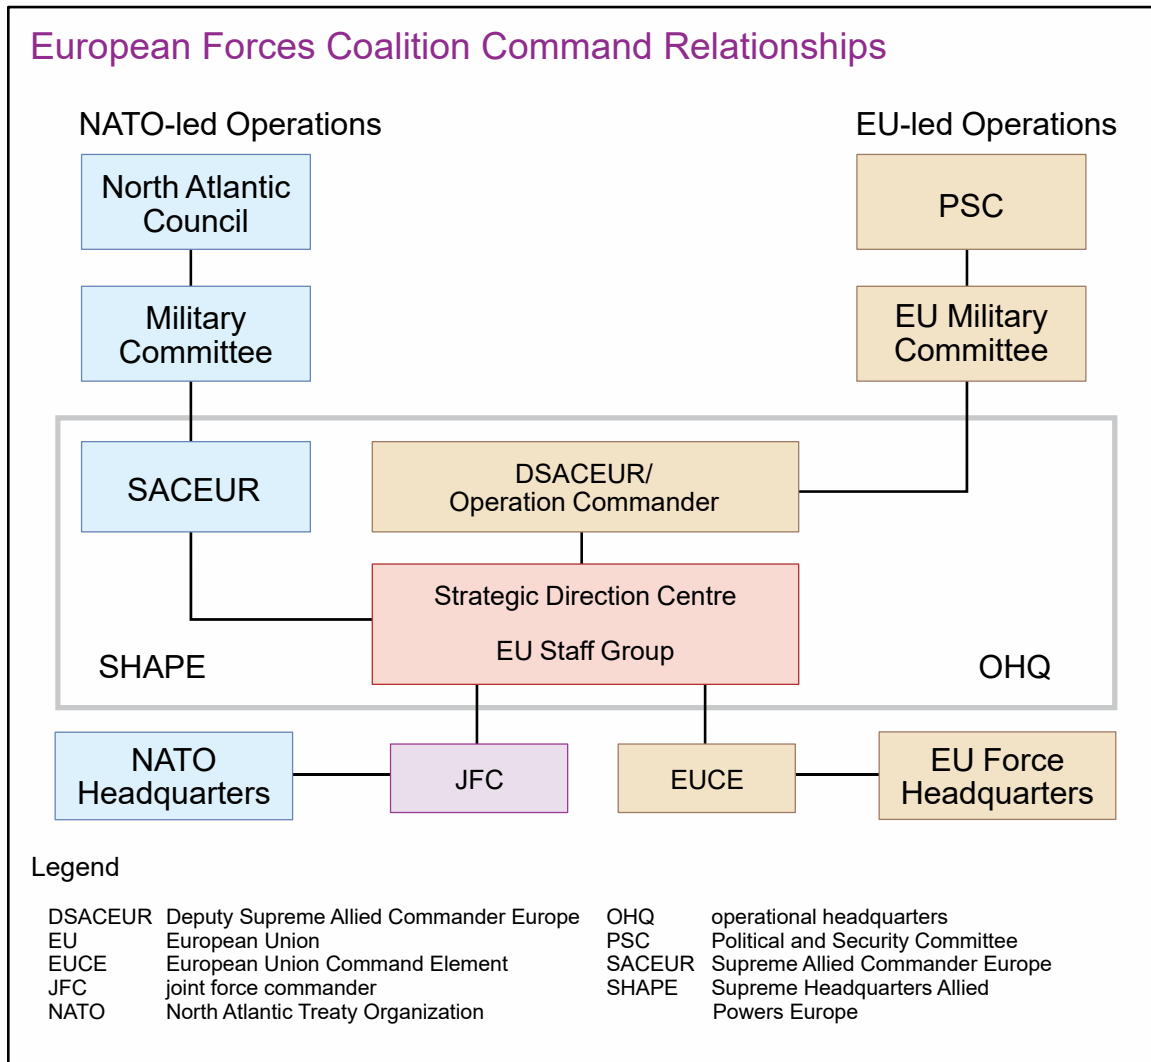 European Forces Coalition Command Relationships
NATO-led Operations
EU-led Operations
North Atlantic
Council
PSC
Military
Committee
EU Military
Committee
SACEUR
DSACEUR/
Operation Commander
Strategic Direction Centre
EU Staff Group
SHAPE
OHQ
NATO
Headquarters
JFC
EUCE
EU Force
Headquarters
Legend
DSACEUR Deputy Supreme Allied Commander Europe
EU European Union
EUCE European Union Command Element
JFC joint force commander
NATO North Atlantic Treaty Organization
OHQ operational headquarters
PSC Political and Security Committee
SACEUR Supreme Allied Commander Europe
SHAPE Supreme Headquarters Allied
Powers Europe